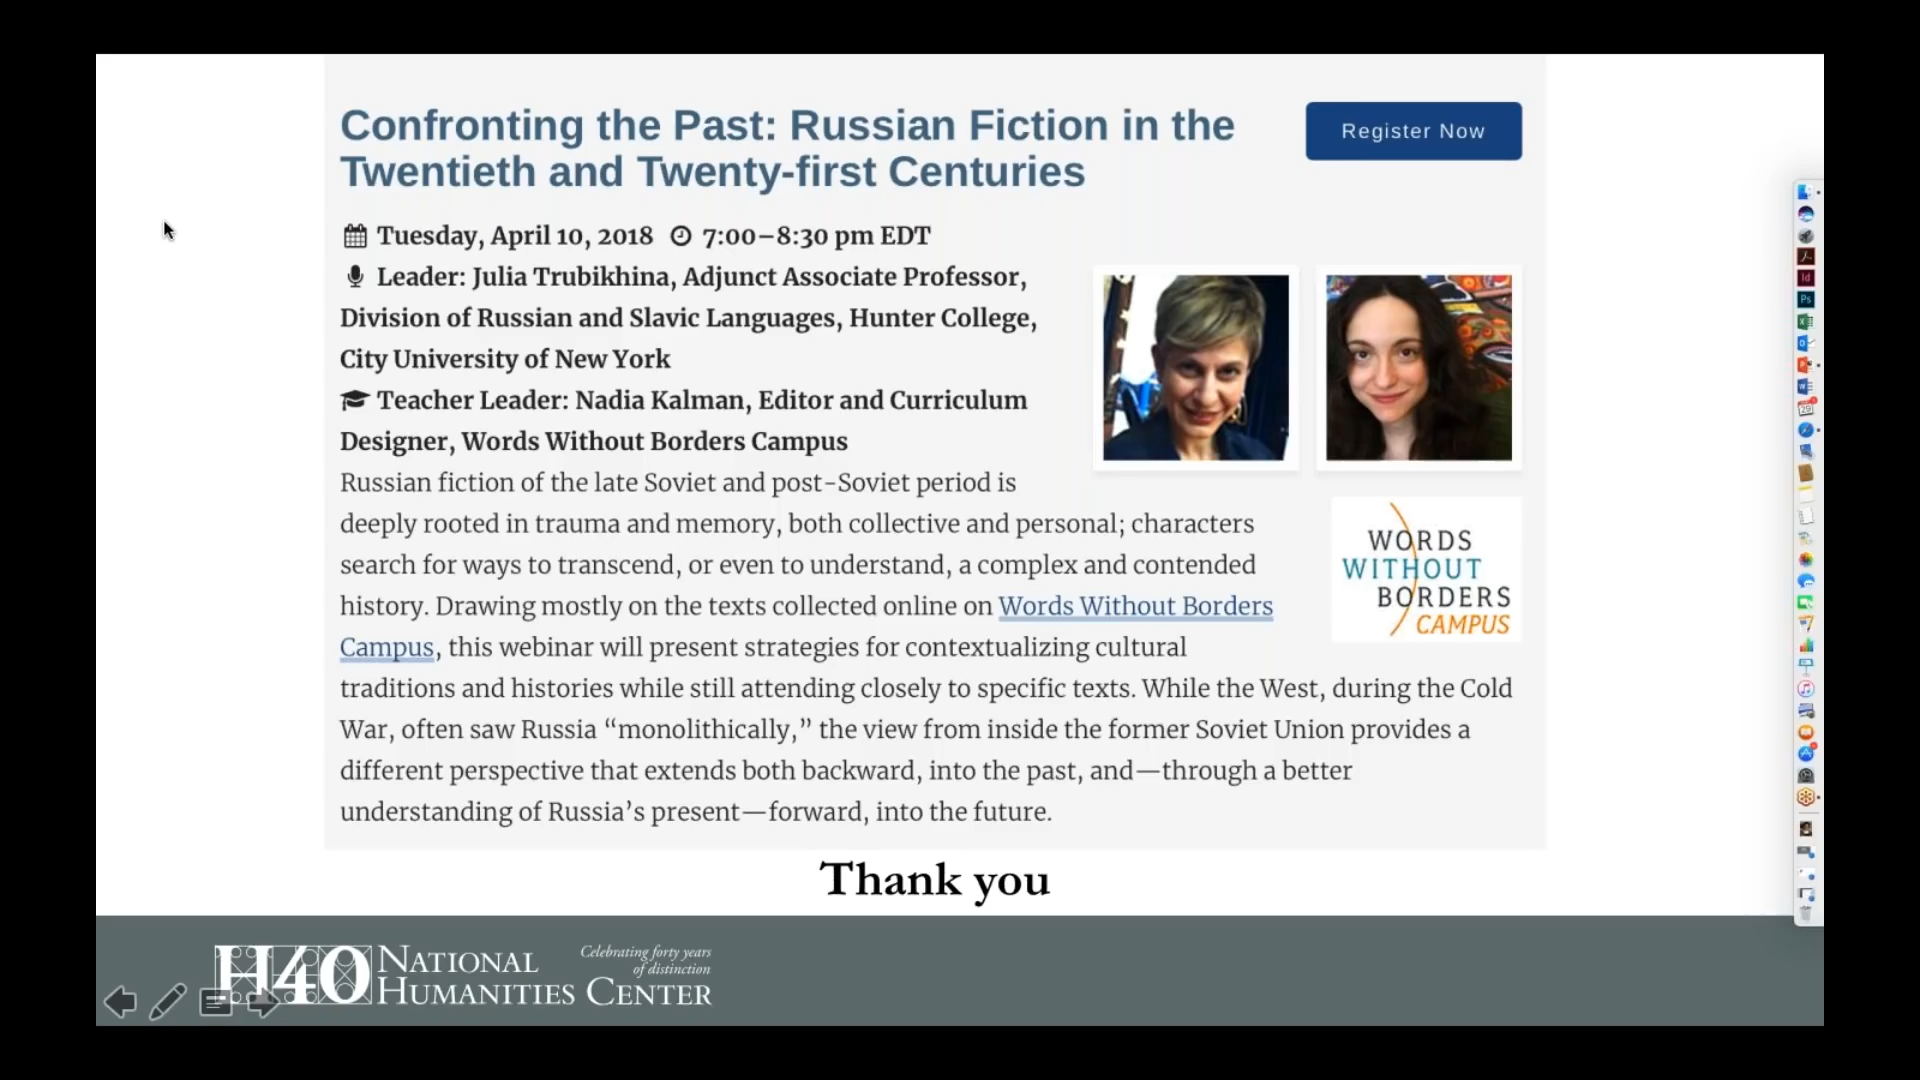 Confronting the Past: Russian Fiction in the
Twentieth and Twenty-first Centuries
Register Now
Tuesday, April 10, 2018 7:00–8:30 pm EDT
Leader: Julia Trubikhina, Adjunct Associate Professor,
Division of Russian and Slavic Languages, Hunter College,
City University of New York
Teacher Leader: Nadia Kalman, Editor and Curriculum
Designer, Words Without Borders Campus
Russian fiction of the late Soviet and post-Soviet period is
deeply rooted in trauma and memory, both collective and personal; characters
search for ways to transcend, or even to understand, a complex and contended
history. Drawing mostly on the texts collected online on Words Without Borders
Campus, this webinar will present strategies for contextualizing cultural
traditions and histories while still attending closely to specific texts. While the West, during the Cold
War, often saw Russia “monolithically,” the view from inside the former Soviet Union provides a
different perspective that extends both backward, into the past, and—through a better
understanding of Russia’s present—forward, into the future.
WORDS
WITHOUT
BORDERS
CAMPUS
Thank you
H40
NATIONAL
HUMANITIES CENTER
Celebrating forty years
of distinction
Id
Ps